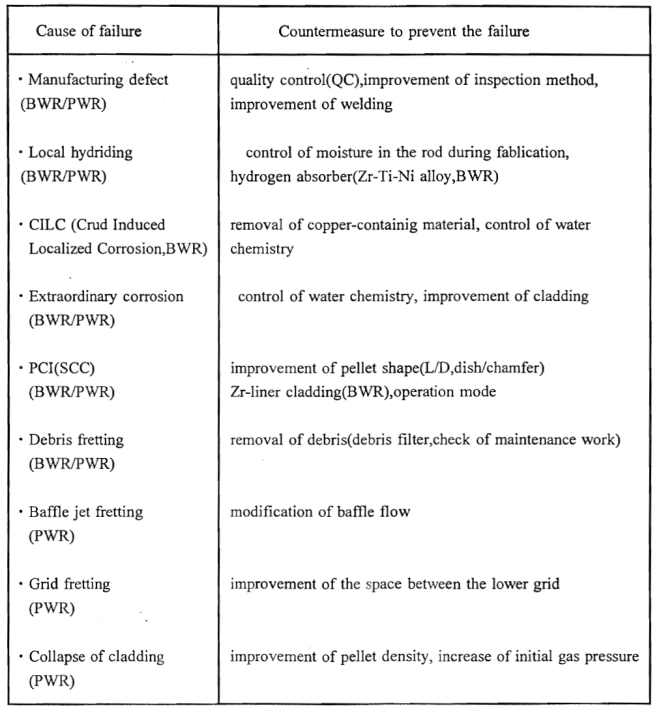 Cause of failure
Countermeasure to prevent the failure
・Manufacturing defect
(BWR/PWR)
quality control(QC),improvement of inspection method,
improvement of welding
・Local hydriding
(BWR/PWR)
control of moisture in the rod during fablication,
hydrogen absorber(Zr-Ti-Ni alloy,BWR)
・CILC (Crud Induced
Localized Corrosion,BWR)
removal of copper-containig material, control of water
chemistry
・Extraordinary corrosion
(BWR/PWR)
control of water chemistry, improvement of cladding
・PCI(SCC)
(BWR/PWR)
improvement of pellet shape(L/D,dish/chamfer)
Zr-liner cladding(BWR),operation mode
・Debris fretting
(BWR/PWR)
removal of debris(debris filter,check of maintenance work)
・Baffle jet fretting
(PWR)
modification of baffle flow
・Grid fretting
(PWR)
improvement of the space between the lower grid
・Collapse of cladding
(PWR)
improvement of pellet density, increase of initial gas pressure